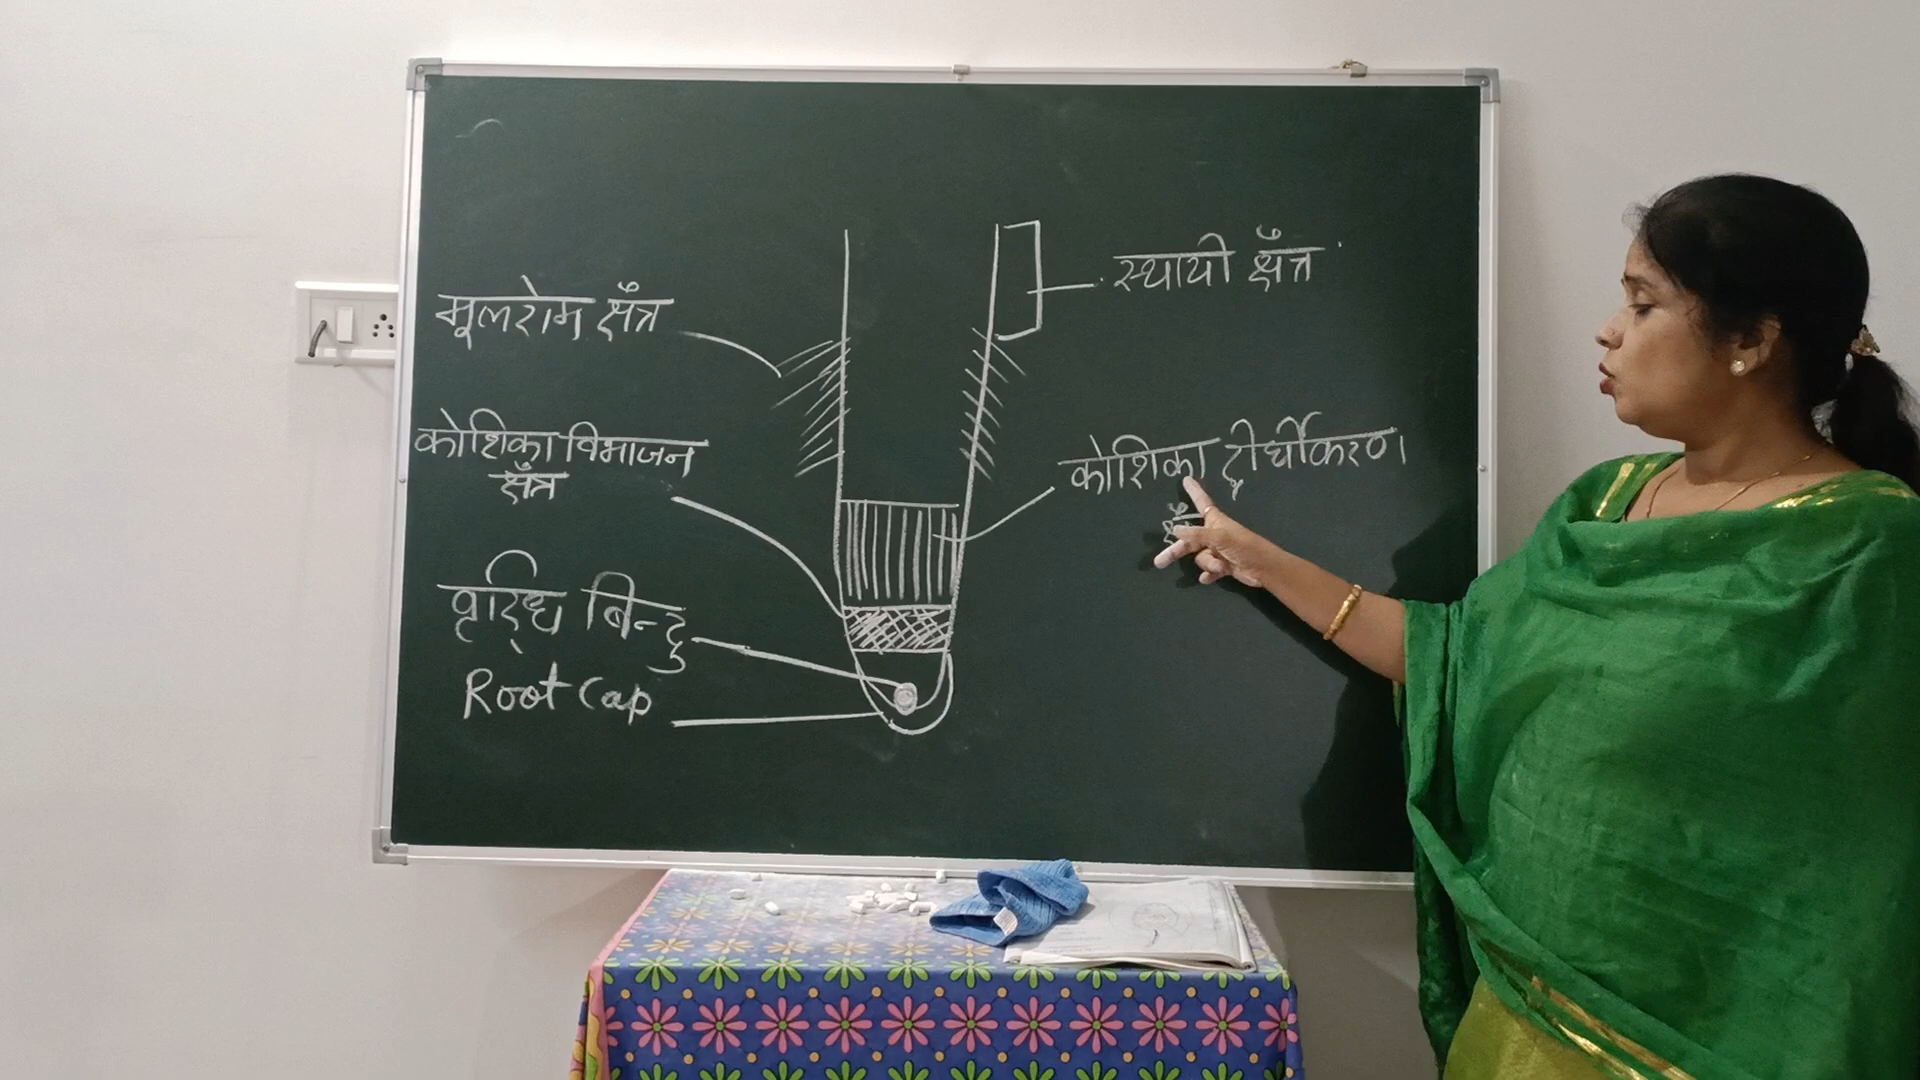 मूलरोम क्षेँत्र
स्थायी क्षेँत्र
कोशिका विभाजन
क्षेँत्र
कोशिका दीर्घीकरण
वृद्धि बिन्दु
Root Cap